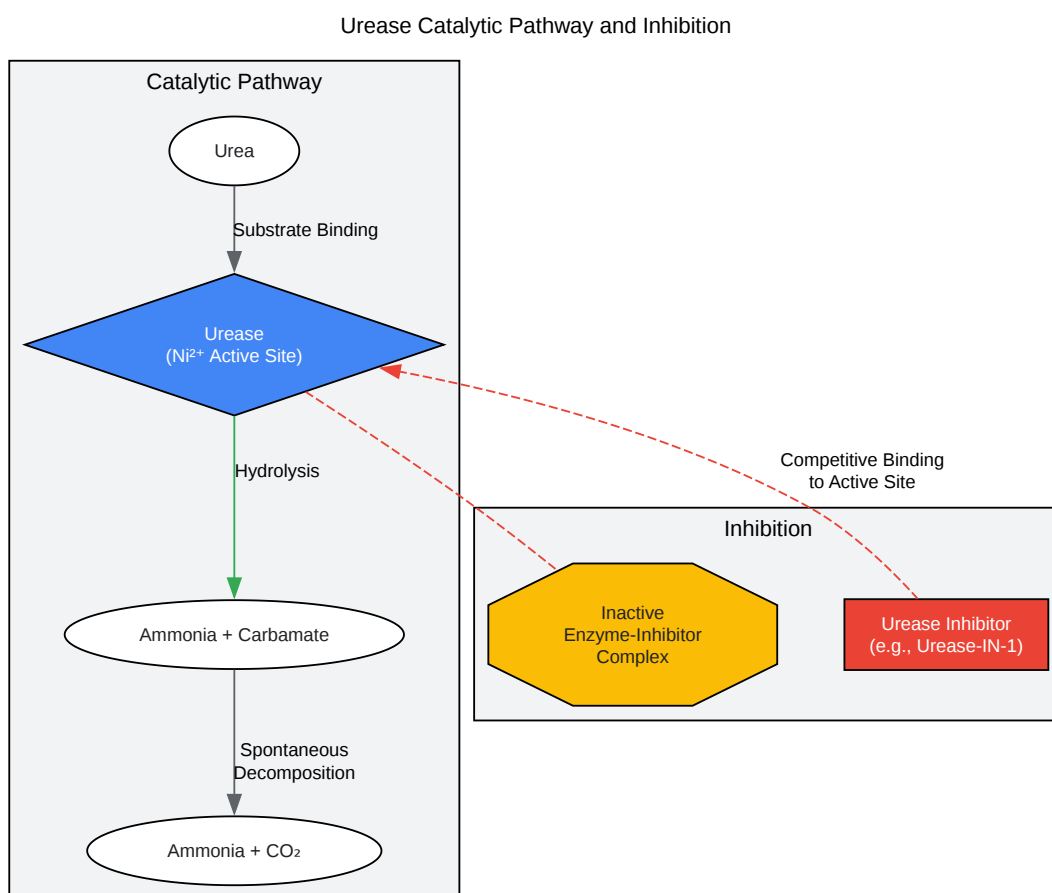 Urease Catalytic Pathway and Inhibition
Catalytic Pathway
Urea
Substrate Binding
Urease
(Ni²⁺ Active Site)
Hydrolysis
Competitive Binding
to Active Site
Inhibition
Inactive
Enzyme-Inhibitor
Complex
Urease Inhibitor
(e.g., Urease-IN-1)
Ammonia + Carbamate
Spontaneous
Decomposition
Ammonia + CO₂